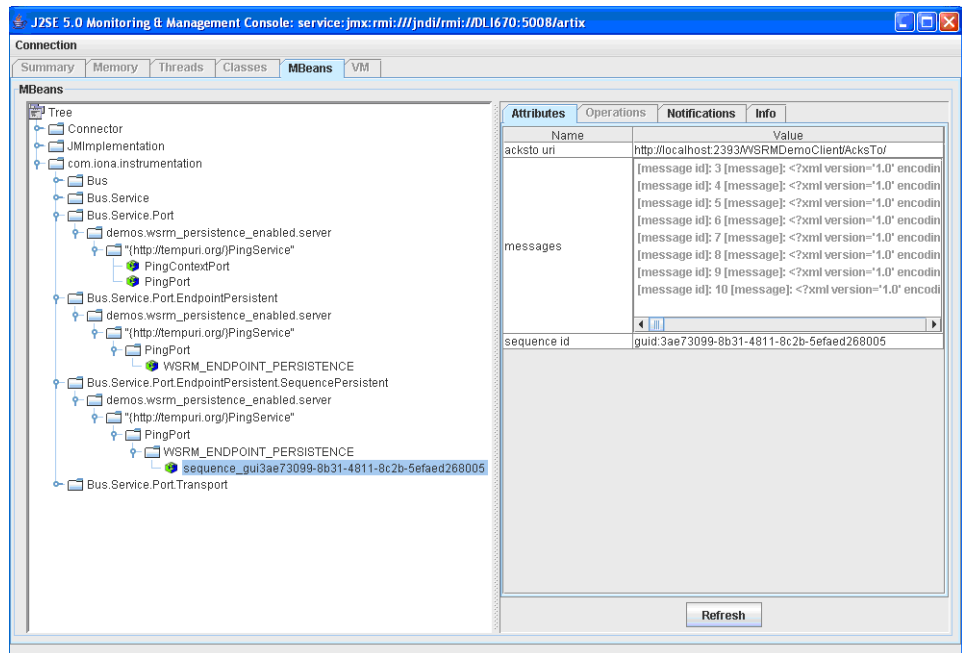 J2SE 5.0 Monitoring & Management Console: service:jmx:rmi:///jndi/rmi://DLI670:5008/artix
Connection
Summary Memory Threads Classes MBeans VM
MBeans
Tree
Connector
JMImplementation
com.iona.instrumentation
Bus
Bus.Service
Bus.Service.Port
demos.wsrm_persistence_enabled.server
"{http://tempuri.org/}PingService"
PingContextPort
PingPort
Bus.Service.Port.EndpointPersistent
demos.wsrm_persistence_enabled.server
"{http://tempuri.org/}PingService"
PingPort
WSRM_ENDPOINT_PERSISTENCE
Bus.Service.Port.EndpointPersistent.SequencePersistent
demos.wsrm_persistence_enabled.server
"{http://tempuri.org/}PingService"
PingPort
WSRM_ENDPOINT_PERSISTENCE
sequence_gui3ae73099-8b31-4811-8c2b-5efaed268005
Bus.Service.Port.Transport
Attributes Operations Notifications Info
Name Value
acksto uri http://localhost:2393/WSRMDemoClient/AcksTo/
messages
[message id]: 3 [message]: <?xml version='1.0' encodin
[message id]: 4 [message]: <?xml version='1.0' encodin
[message id]: 5 [message]: <?xml version='1.0' encodin
[message id]: 6 [message]: <?xml version='1.0' encodin
[message id]: 7 [message]: <?xml version='1.0' encodin
[message id]: 8 [message]: <?xml version='1.0' encodin
[message id]: 9 [message]: <?xml version='1.0' encodin
[message id]: 10 [message]: <?xml version='1.0' encodi
sequence id guid:3ae73099-8b31-4811-8c2b-5efaed268005
Refresh